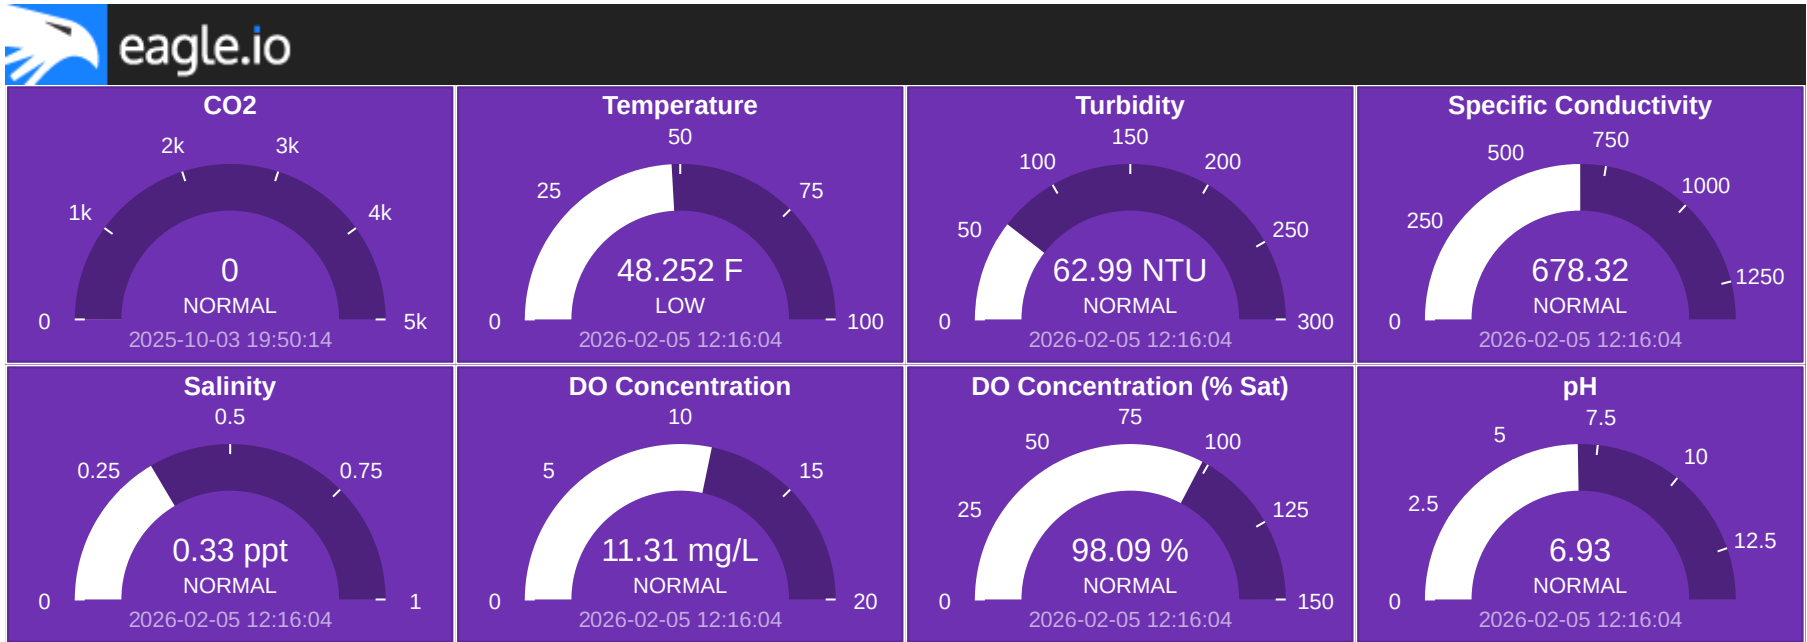 eagle.io
CO2
0
1k
2k
3k
4k
5k
0
NORMAL
2025-10-03 19:50:14
Temperature
0
25
50
75
100
48.252 F
LOW
2026-02-05 12:16:04
Turbidity
0
50
100
150
200
250
300
62.99 NTU
NORMAL
2026-02-05 12:16:04
Specific Conductivity
0
250
500
750
1000
1250
678.32
NORMAL
2026-02-05 12:16:04
Salinity
0
0.25
0.5
0.75
1
0.33 ppt
NORMAL
2026-02-05 12:16:04
DO Concentration
0
5
10
15
20
11.31 mg/L
NORMAL
2026-02-05 12:16:04
DO Concentration (% Sat)
0
25
50
75
100
125
150
98.09 %
NORMAL
2026-02-05 12:16:04
pH
0
2.5
5
7.5
10
12.5
6.93
NORMAL
2026-02-05 12:16:04